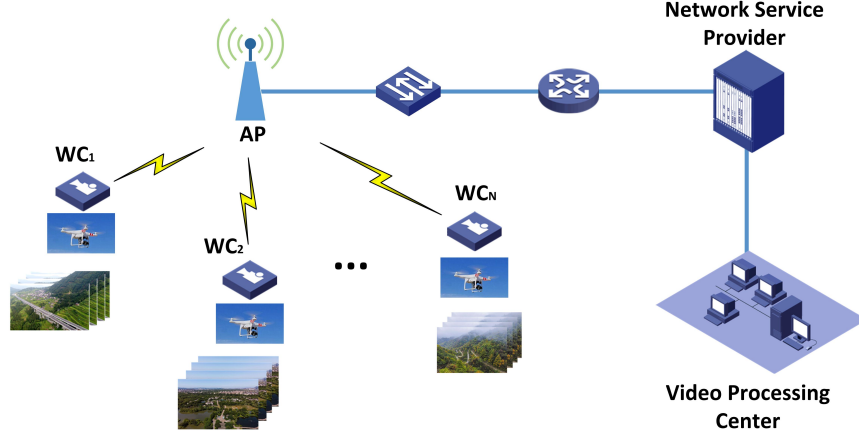 Network Service
Provider
AP
WC₁
WC₂
WCₙ
...
Video Processing
Center